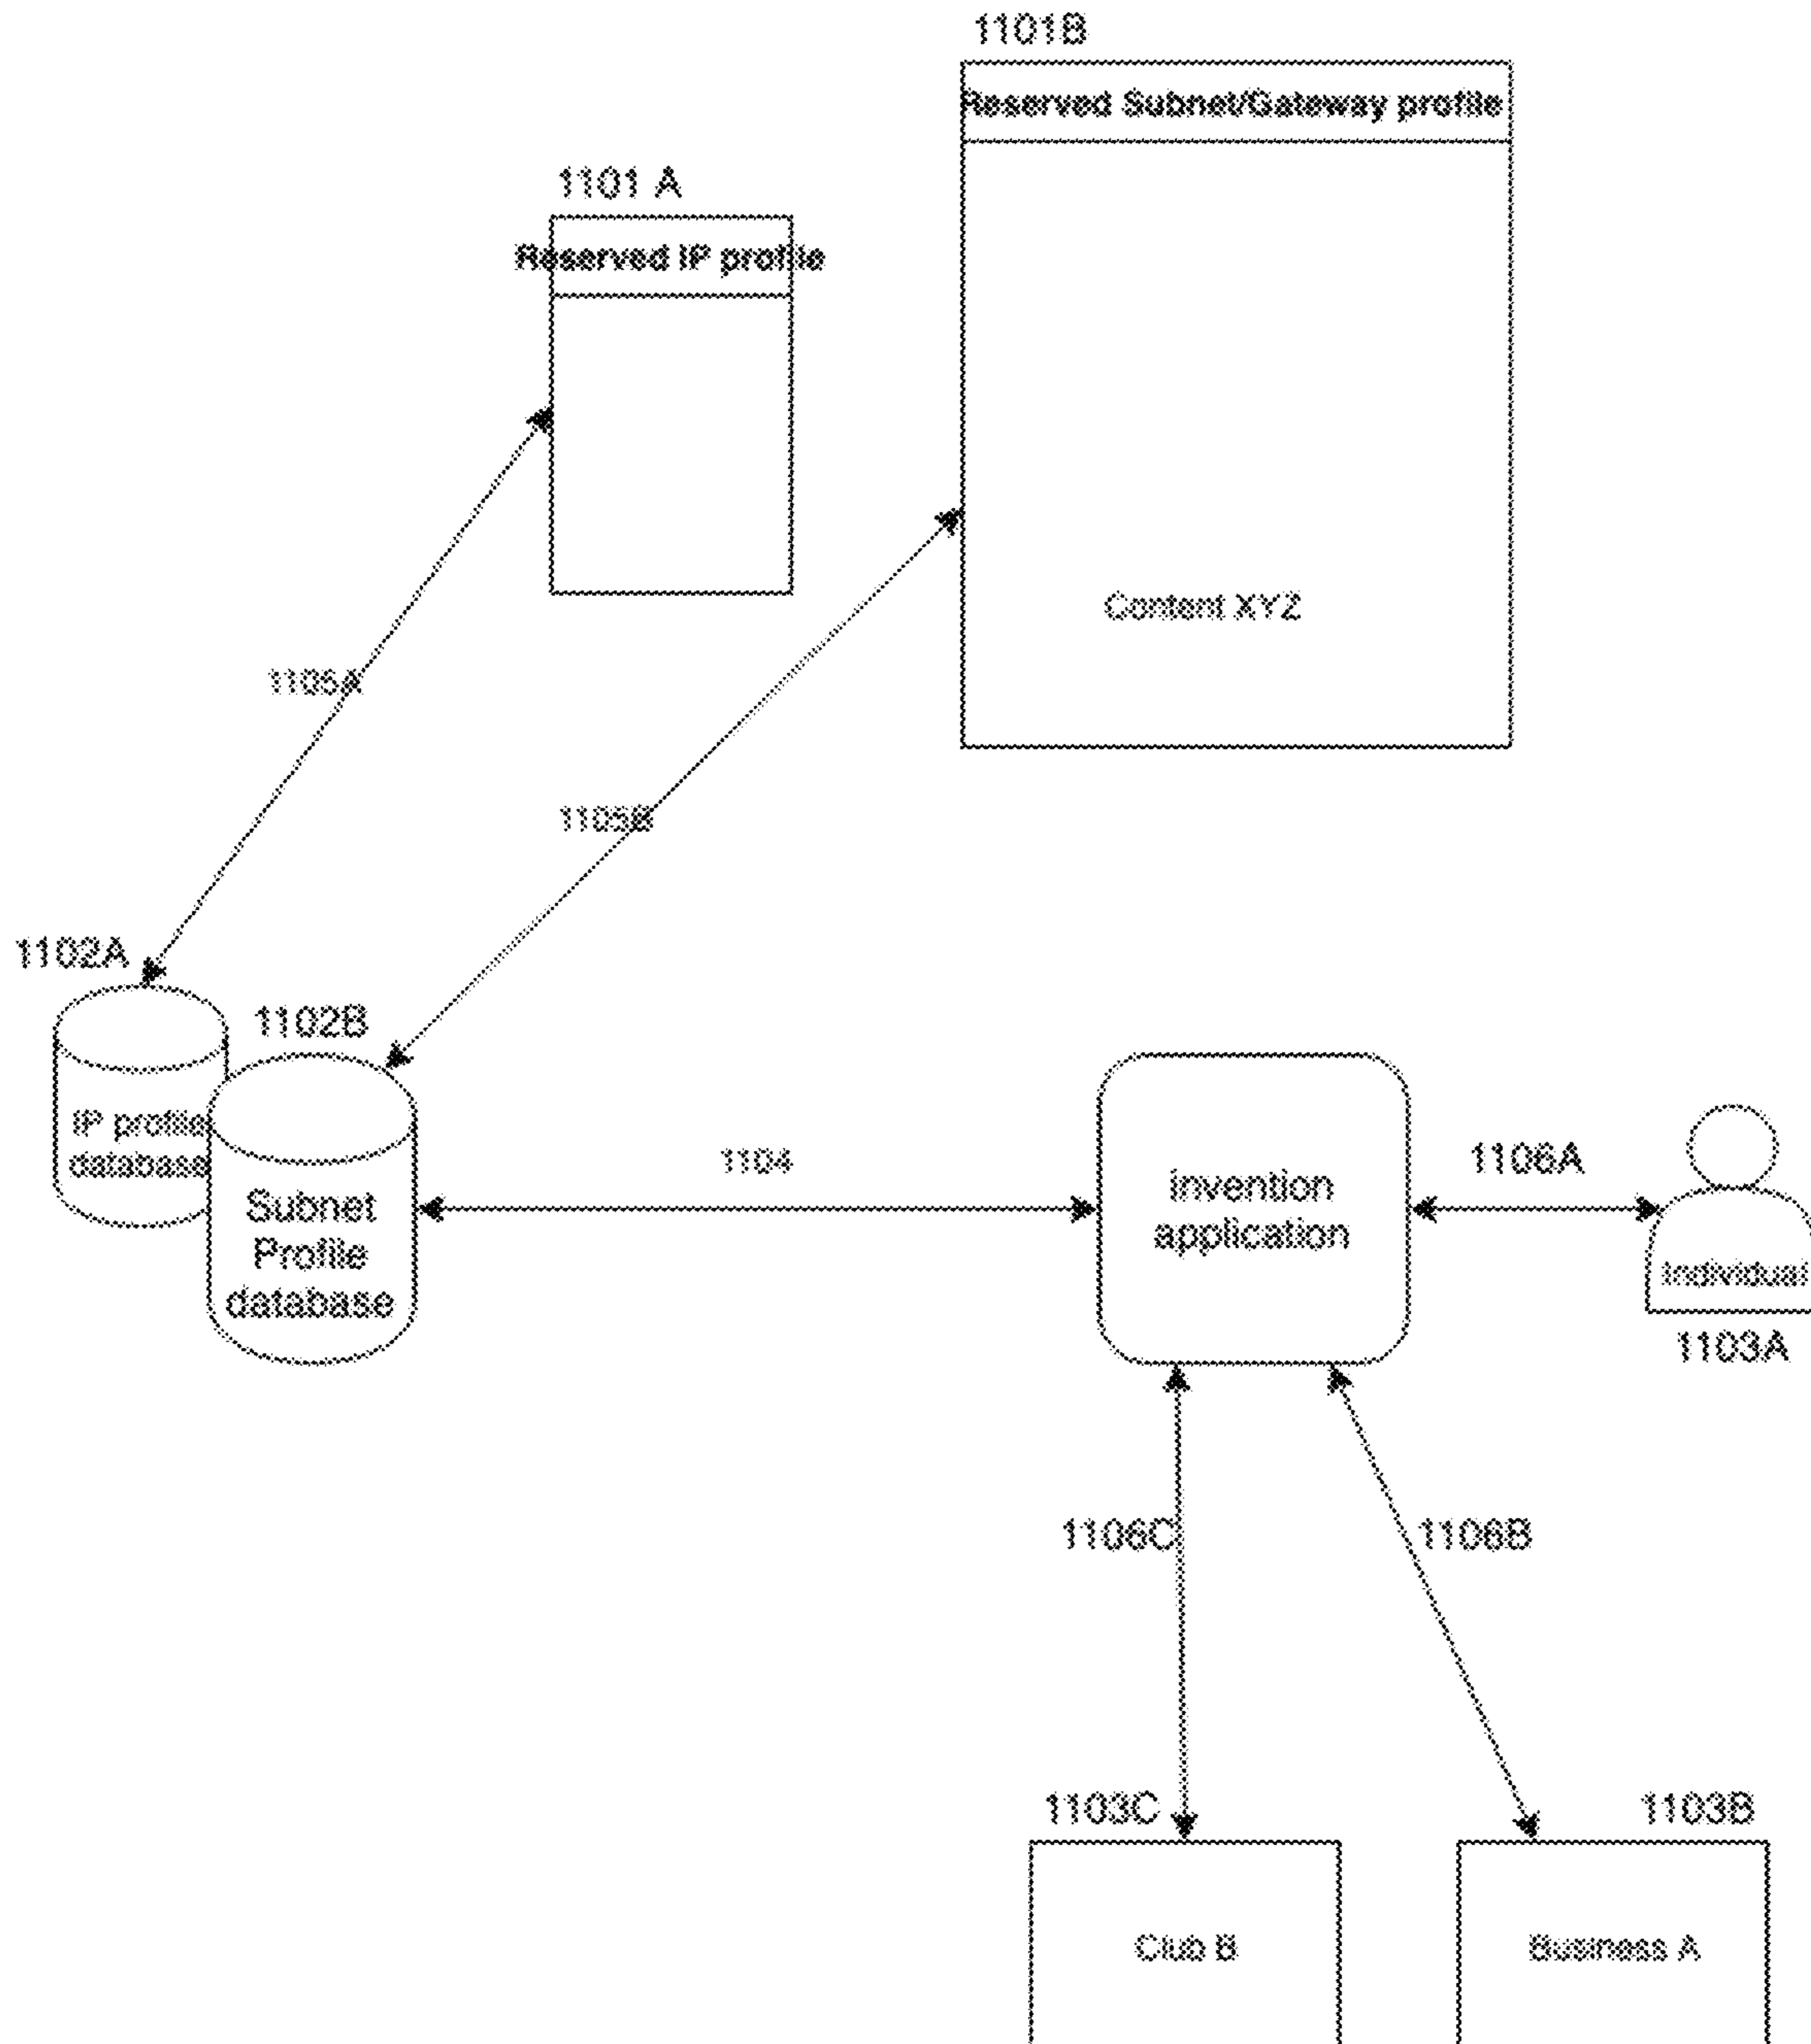 1101B
Reserved Subnet/Gateway profile
1101 A
Reserved IP profile
Content XYZ
1105A
1105B
1102A
1102B
IP profile
database
Subnet
Profile
database
1104
invention
application
1106A
Individual
1103A
1106C
1106B
1103C
1103B
Club B
Business A